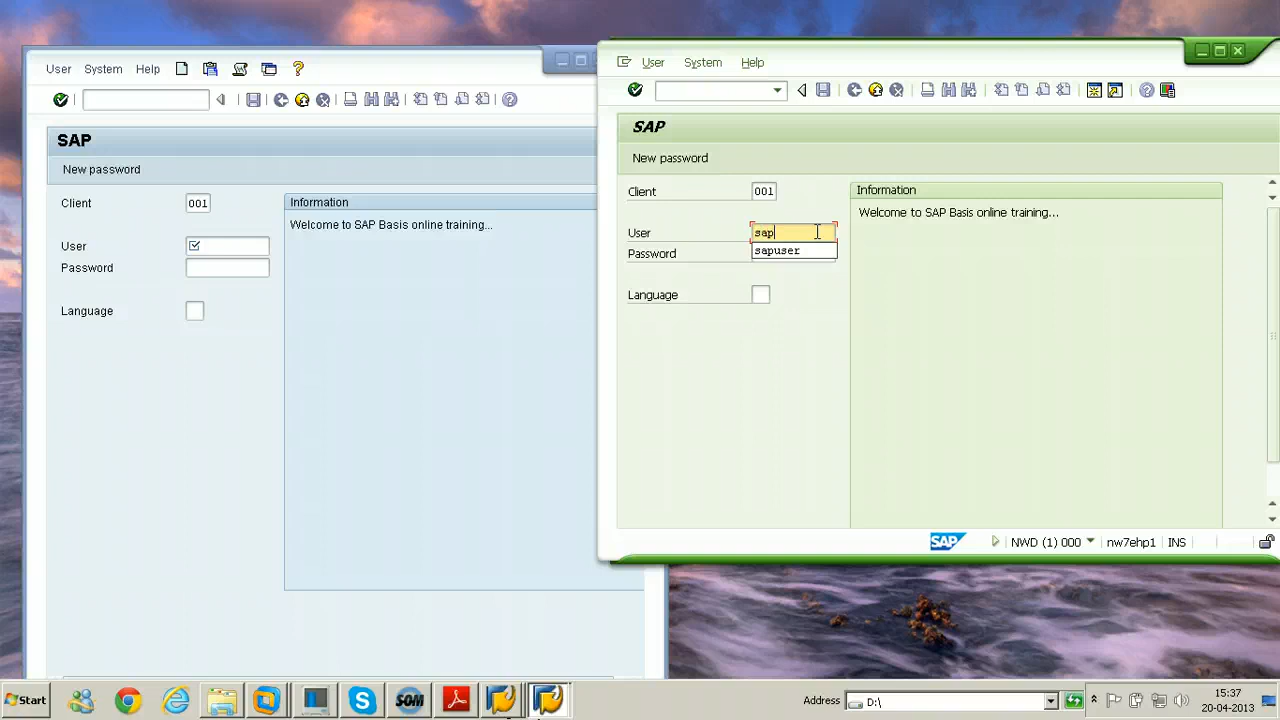 User System Help
SAP
New password
Client 001
User
Password
Language
Information
Welcome to SAP Basis online training...
User System Help
SAP
New password
Client 001
User sap
sapuser
Password
Language
Information
Welcome to SAP Basis online training...
SAP NWD (1) 000 nw7ehp1 INS
Start
SOM
Address D:\
15:37
20-04-2013